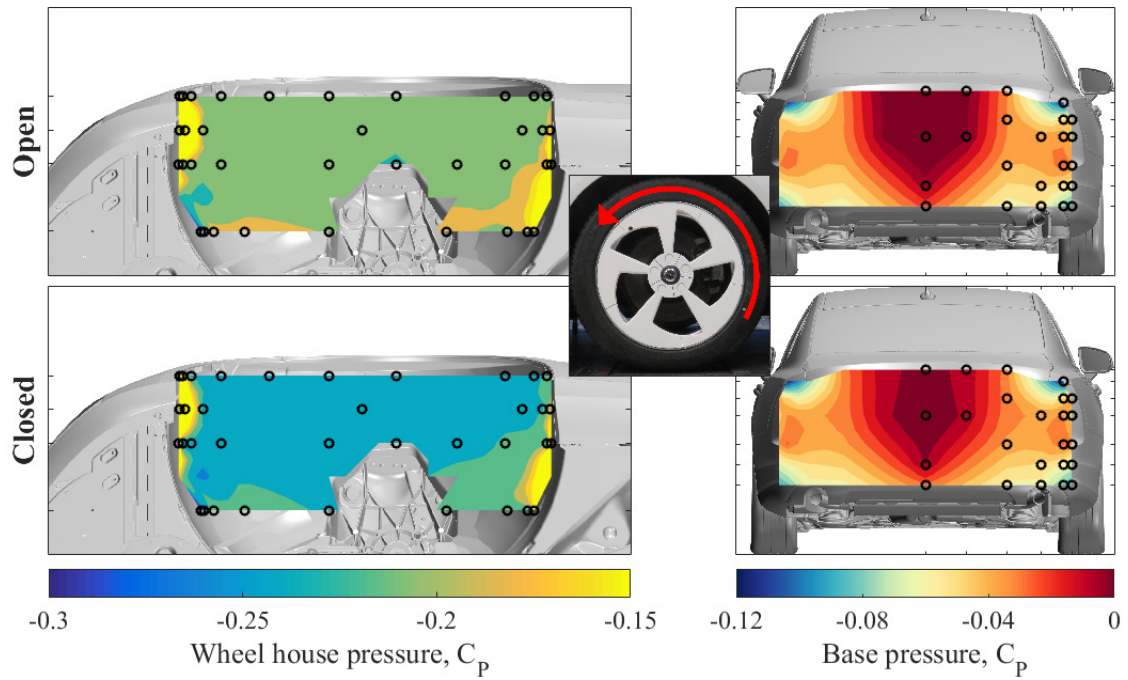 Open
Closed
-0.3 -0.25 -0.2 -0.15
Wheel house pressure, C_P
-0.12 -0.08 -0.04 0
Base pressure, C_P